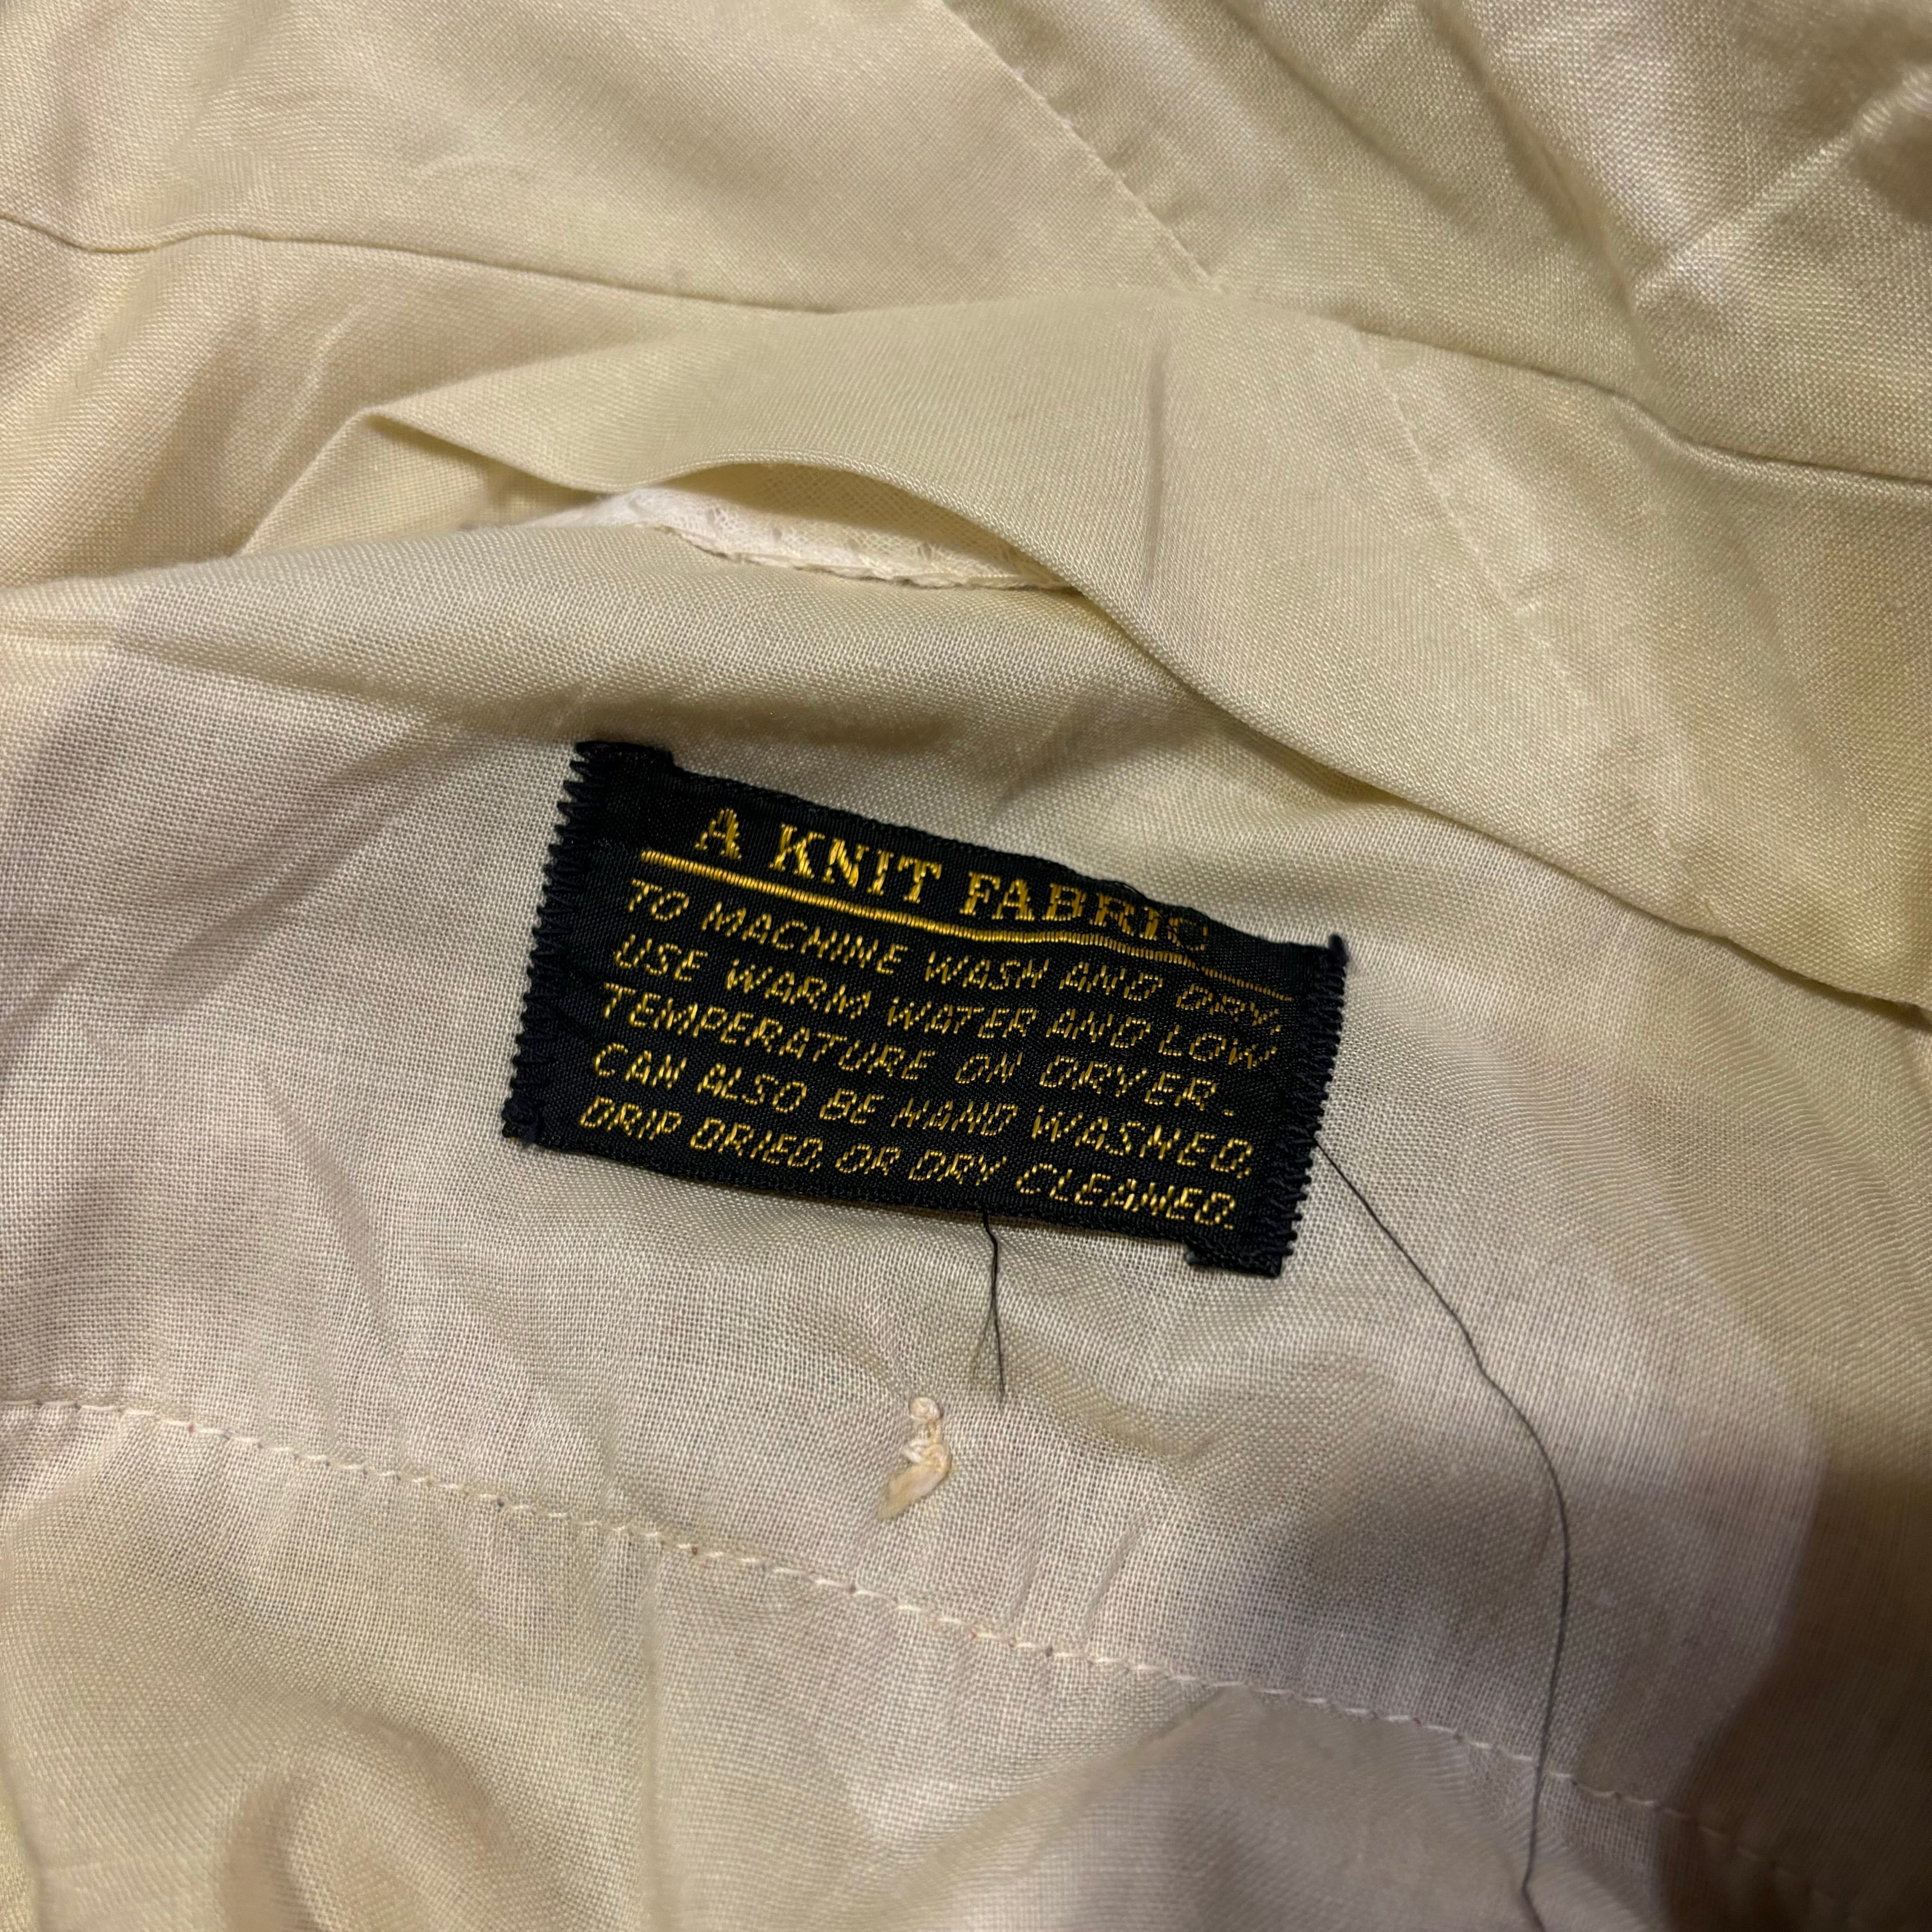 A KNIT FABRIC
TO MACHINE WASH AND DRY,
USE WARM WATER AND LOW
TEMPERATURE ON DRYER.
CAN ALSO BE HAND WASHED,
DRIP DRIED, OR DRY CLEANED.